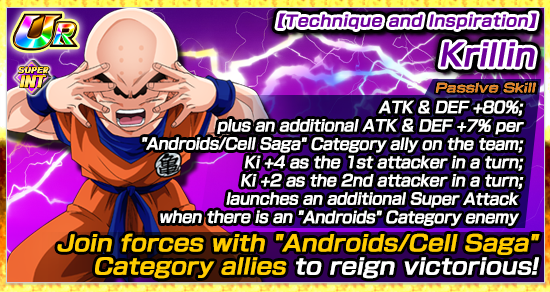 UR
[Technique and Inspiration]
Krillin
SUPER
INT
Passive Skill
ATK & DEF +80%;
plus an additional ATK & DEF +7% per
"Androids/Cell Saga" Category ally on the team;
Ki +4 as the 1st attacker in a turn;
Ki +2 as the 2nd attacker in a turn;
launches an additional Super Attack
when there is an "Androids" Category enemy
亀
Join forces with "Androids/Cell Saga"
Category allies to reign victorious!